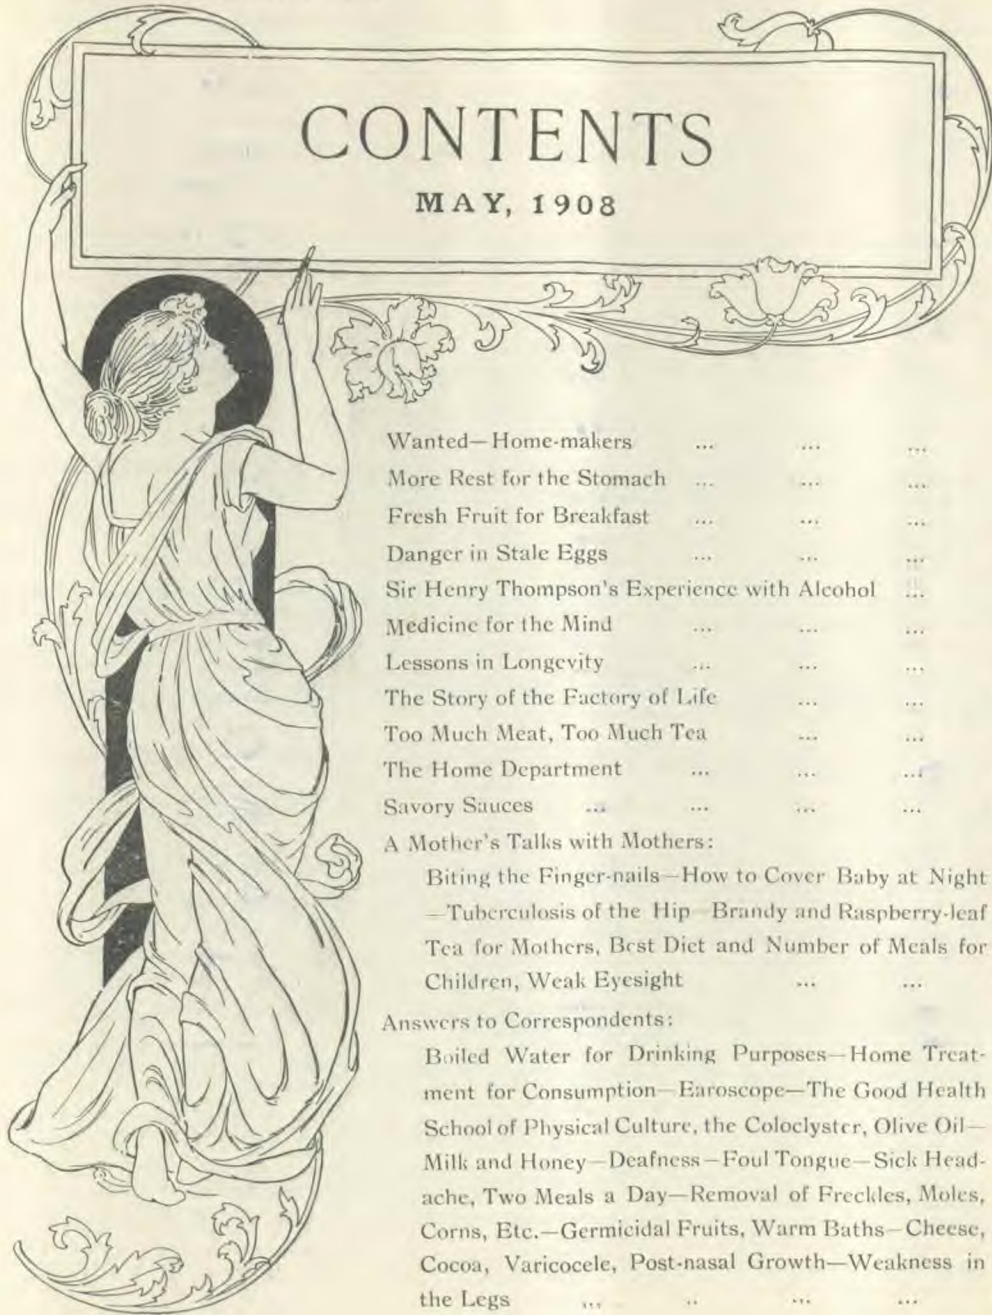 CONTENTS
MAY, 1908
Wanted—Home-makers ... ... ...
More Rest for the Stomach ... ... ...
Fresh Fruit for Breakfast ... ... ...
Danger in Stale Eggs ... ... ...
Sir Henry Thompson's Experience with Alcohol ...
Medicine for the Mind ... ... ...
Lessons in Longevity ... ... ...
The Story of the Factory of Life ... ...
Too Much Meat, Too Much Tea ... ...
The Home Department ... ... ...
Savory Sauces ... ... ... ...
A Mother's Talks with Mothers:
Biting the Finger-nails—How to Cover Baby at Night
—Tuberculosis of the Hip—Brandy and Raspberry-leaf
Tea for Mothers, Best Diet and Number of Meals for
Children, Weak Eyesight ... ...
Answers to Correspondents:
Boiled Water for Drinking Purposes—Home Treat-
ment for Consumption—Earoscope—The Good Health
School of Physical Culture, the Coloclyster, Olive Oil—
Milk and Honey—Deafness—Foul Tongue—Sick Head-
ache, Two Meals a Day—Removal of Freckles, Moles,
Corns, Etc.—Germicidal Fruits, Warm Baths—Cheese,
Cocoa, Varicocele, Post-nasal Growth—Weakness in
the Legs ... .. ... ...